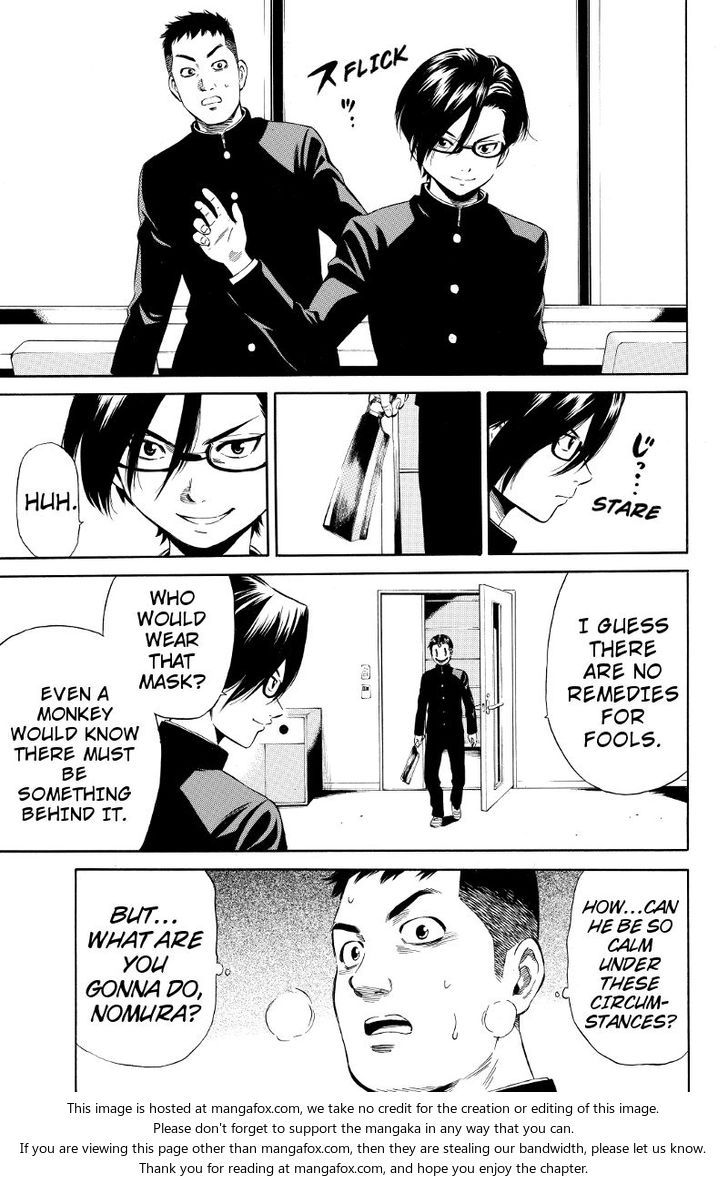 ス
FLICK
ッ
じっ…
STARE
HUH.
I GUESS
THERE
ARE NO
REMEDIES
FOR
FOOLS.
WHO
WOULD
WEAR
THAT
MASK?
EVEN A
MONKEY
WOULD KNOW
THERE MUST
BE
SOMETHING
BEHIND IT.
HOW...CAN
HE BE SO
CALM
UNDER
THESE
CIRCUM-
STANCES?
BUT...
WHAT ARE
YOU
GONNA DO,
NOMURA?
This image is hosted at mangafox.com, we take no credit for the creation or editing of this image.
Please don't forget to support the mangaka in any way that you can.
If you are viewing this page other than mangafox.com, then they are stealing our bandwidth, please let us know.
Thank you for reading at mangafox.com, and hope you enjoy the chapter.